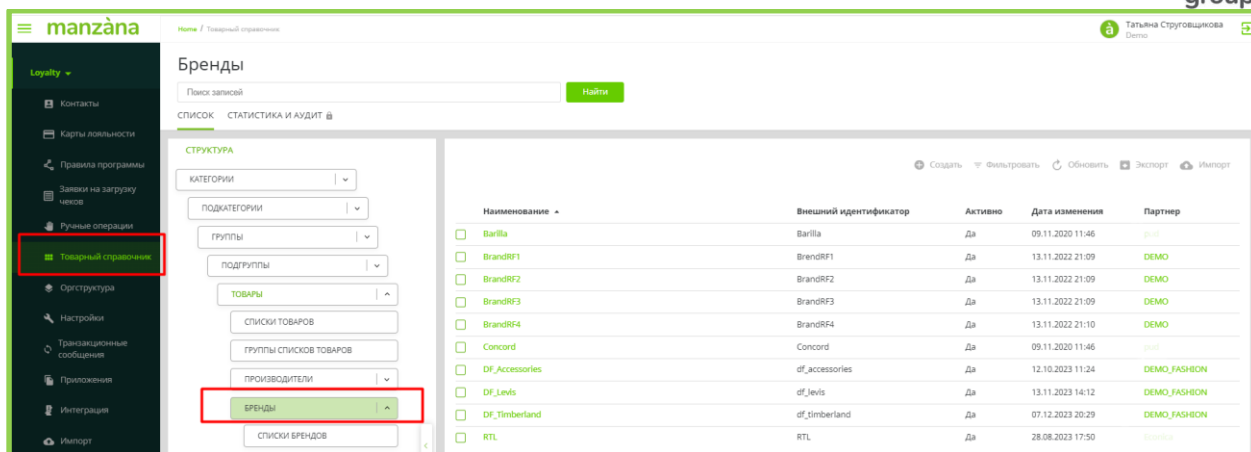 group
manzàna
Home / Товарный справочник
à
Татьяна Струговщикова
Demo
Loyalty
Контакты
Карты лояльности
Правила программы
Заявки на загрузку
чеков
Ручные операции
Товарный справочник
Оргструктура
Настройки
Транзакционные
сообщения
Приложения
Интеграция
Импорт
Бренды
Поиск записей
Найти
СПИСОК СТАТИСТИКА И АУДИТ
СТРУКТУРА
КАТЕГОРИИ
ПОДКАТЕГОРИИ
ГРУППЫ
ПОДГРУППЫ
ТОВАРЫ
СПИСКИ ТОВАРОВ
ГРУППЫ СПИСКОВ ТОВАРОВ
ПРОИЗВОДИТЕЛИ
БРЕНДЫ
СПИСКИ БРЕНДОВ
Создать Фильтровать Обновить Экспорт Импорт
Наименование Внешний идентификатор Активно Дата изменения Партнер
Barilla Barilla Да 09.11.2020 11:46
BrandRF1 BrendRF1 Да 13.11.2022 21:09 DEMO
BrandRF2 BrandRF2 Да 13.11.2022 21:09 DEMO
BrandRF3 BrandRF3 Да 13.11.2022 21:09 DEMO
BrandRF4 BrandRF4 Да 13.11.2022 21:10 DEMO
Concord Concord Да 09.11.2020 11:46
DF_Accessories df_accessories Да 12.10.2023 11:24 DEMO_FASHION
DF_Levis df_levis Да 13.11.2023 14:12 DEMO_FASHION
DF_Timberland df_timberland Да 07.12.2023 20:29 DEMO_FASHION
RTL RTL Да 28.08.2023 17:50